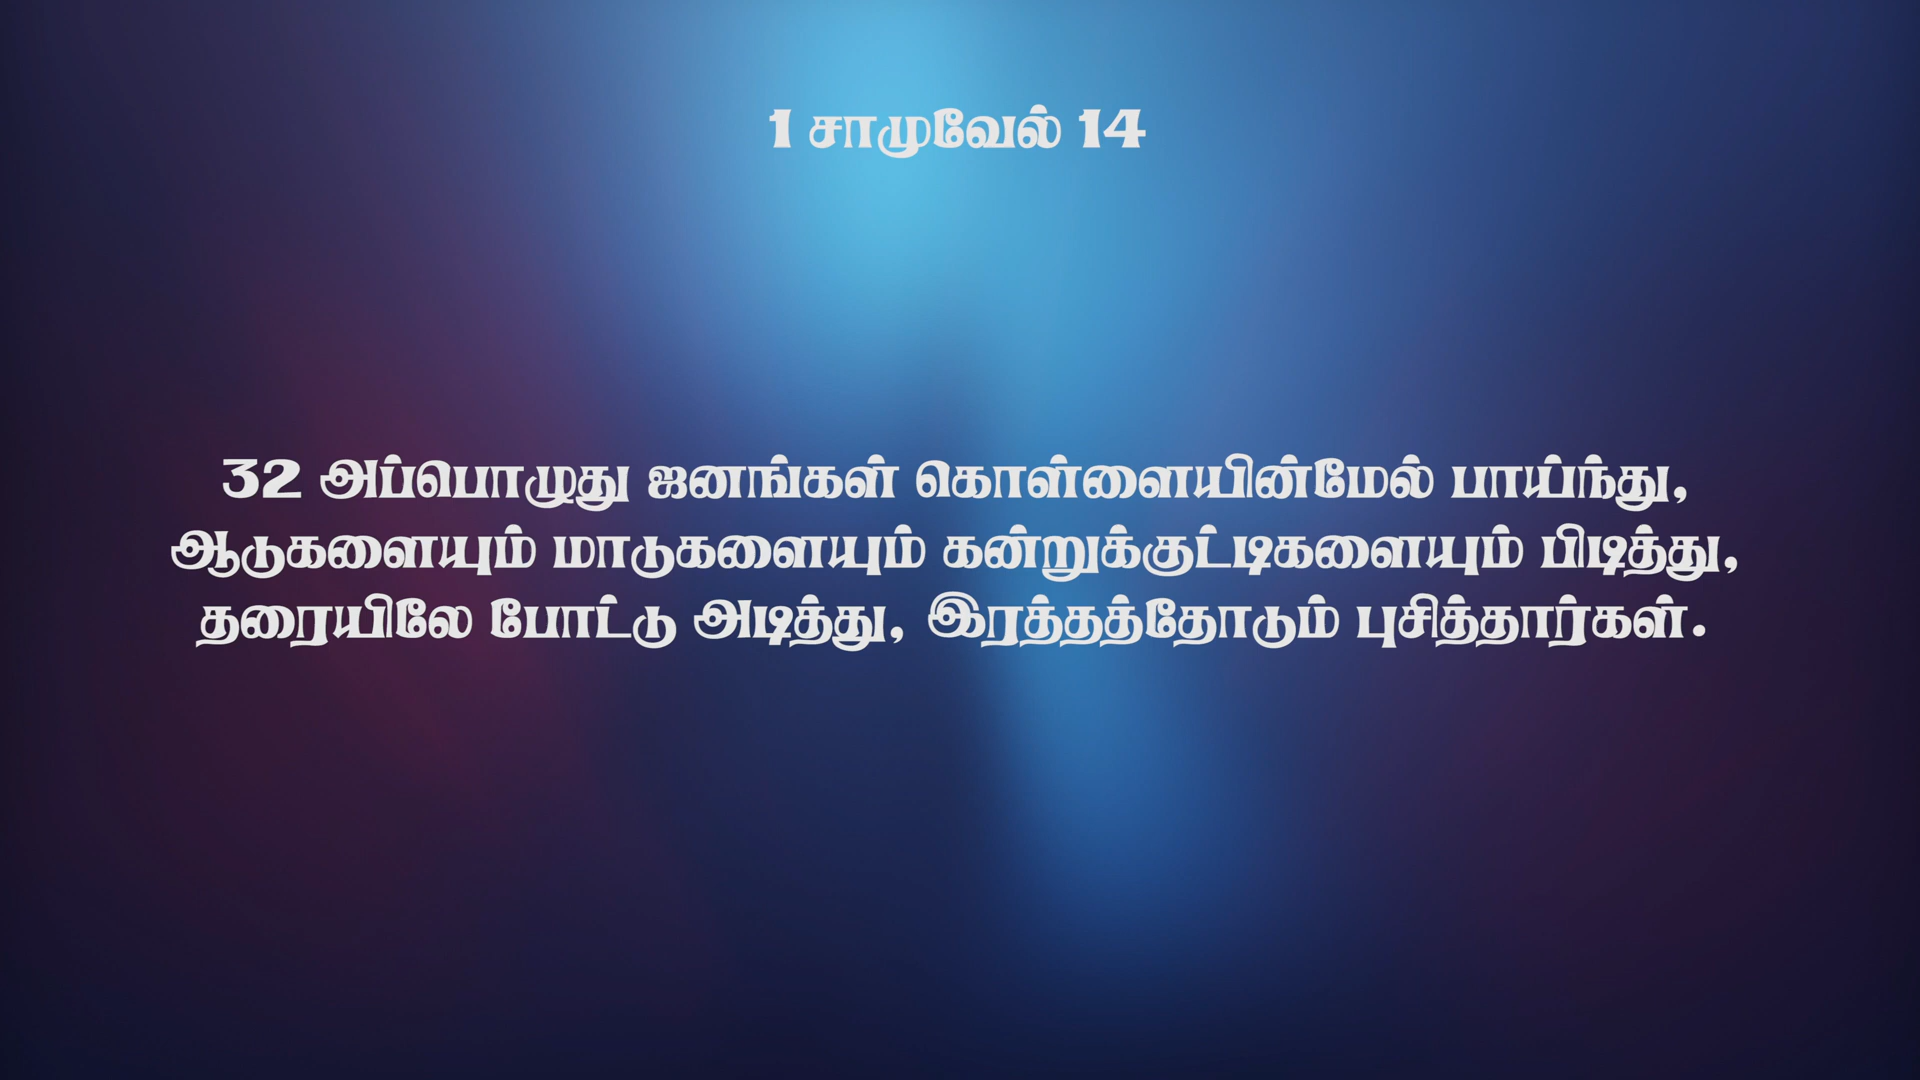 1 சாமுவேல் 14
32 அப்பொழுது ஜனங்கள் கொள்ளையின்மேல் பாய்ந்து,
ஆடுகளையும் மாடுகளையும் கன்றுக்குட்டிகளையும் பிடித்து,
தரையிலே போட்டு அடித்து, இரத்தத்தோடும் புசித்தார்கள்.